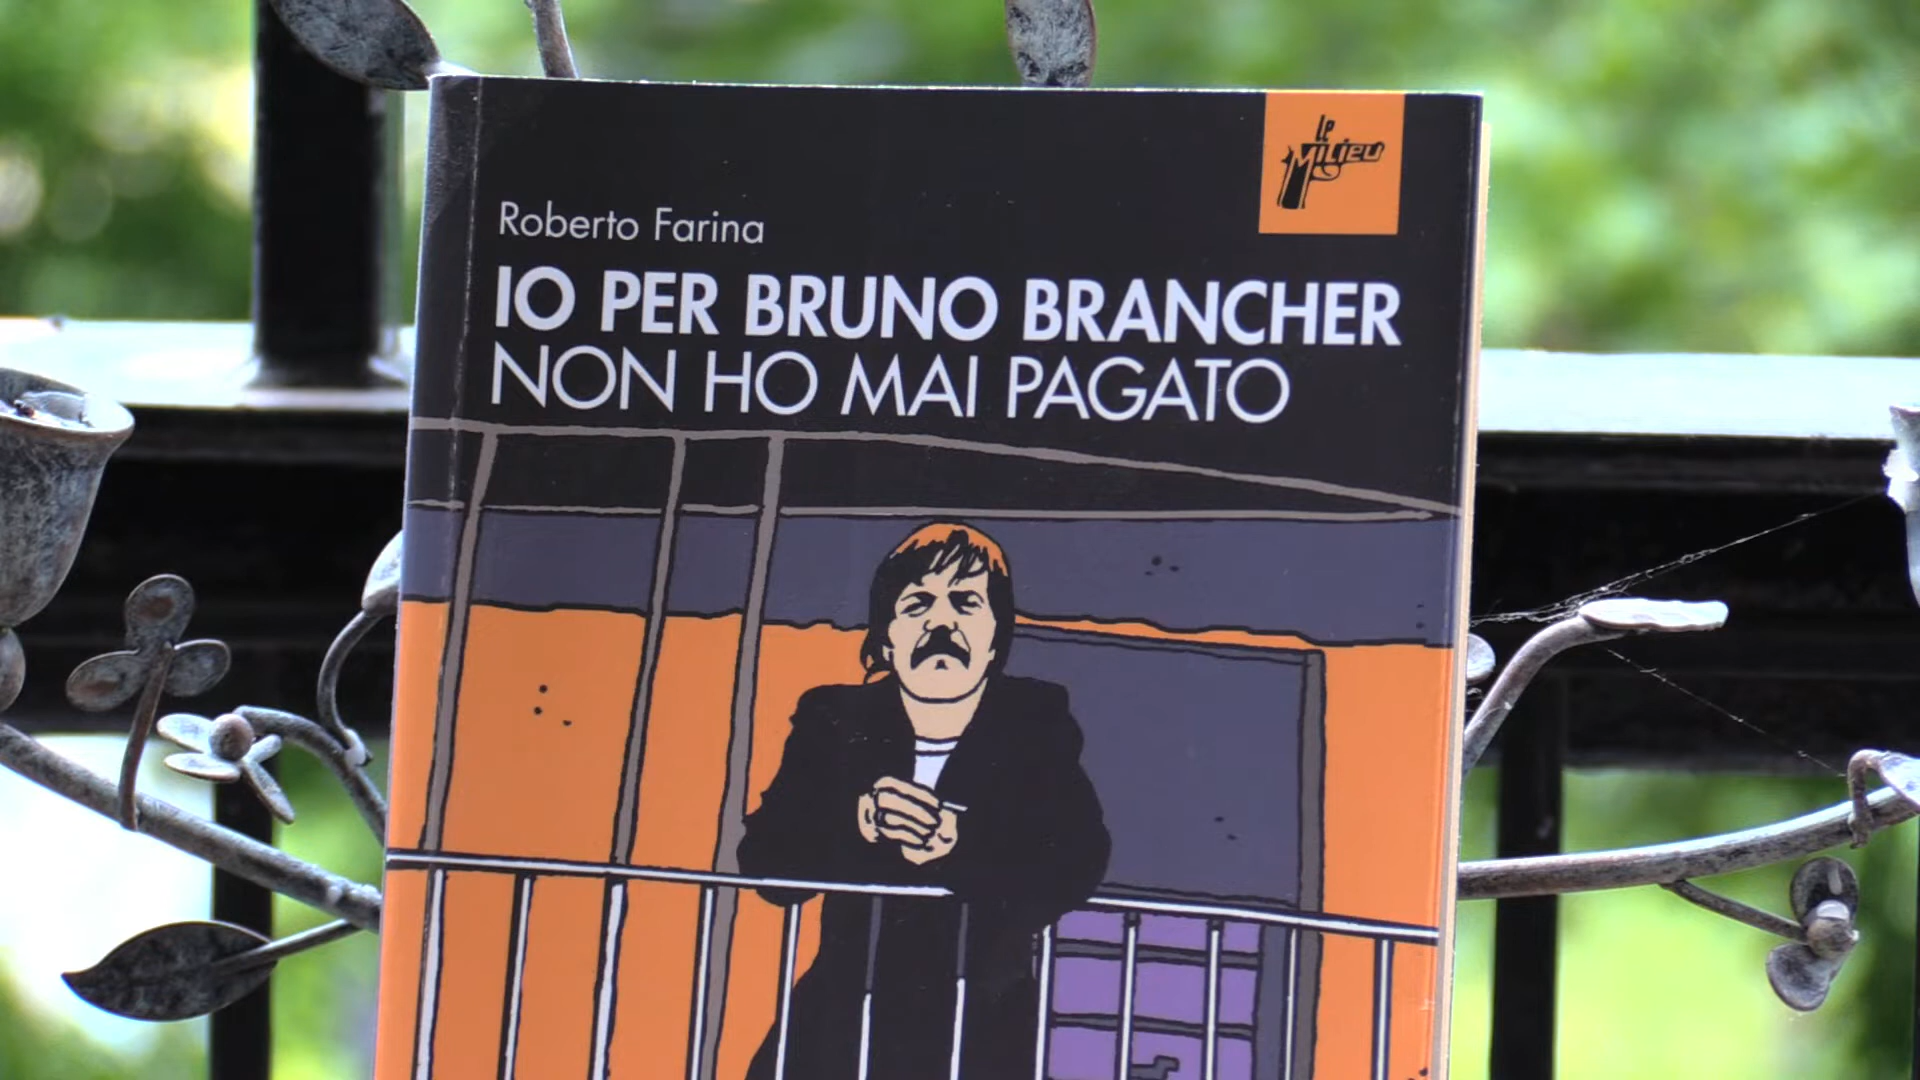 le
Milieu
Roberto Farina
IO PER BRUNO BRANCHER
NON HO MAI PAGATO